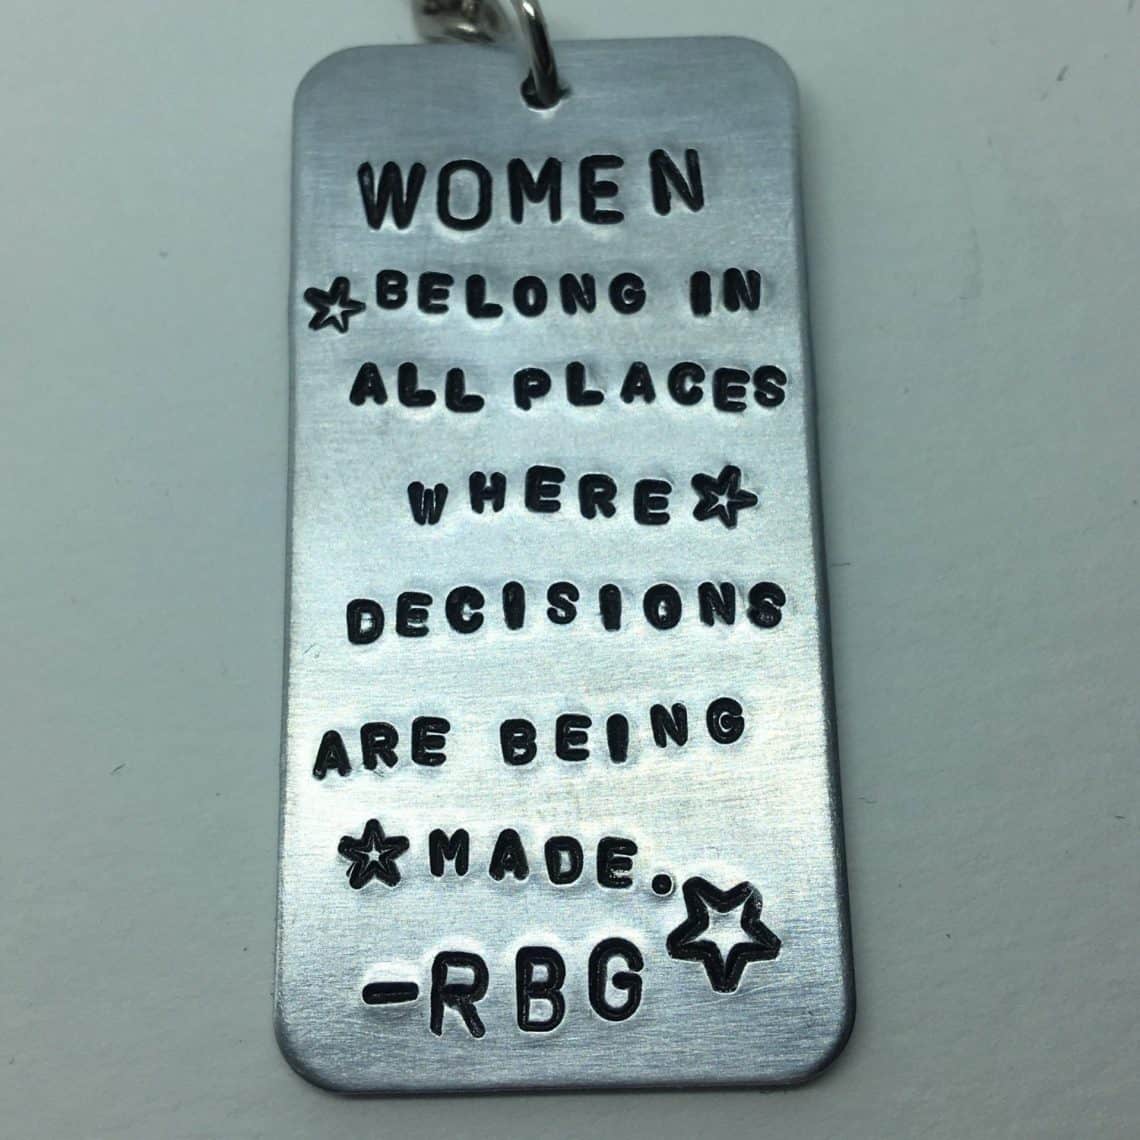 WOMEN
BELONG IN
ALL PLACES
WHERE
DECISIONS
ARE BEING
MADE.
-RBG